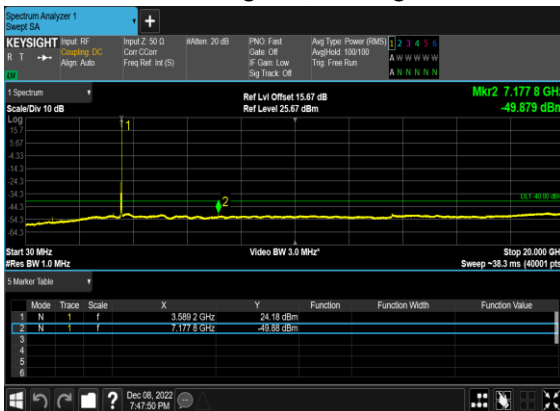 Spectrum Analyzer 1
Swept SA
KEYSIGHT Input: RF Input Z: 50 Ω #Atten: 20 dB PNO: Fast Avg Type: Power (RMS) 1 2 3 4 5 6
R T Coupling: DC Corr CCorr Gate: Off Avg|Hold: 100/100 A W W W W W
Align: Auto Freq Ref: Int (S) IF Gain: Low Trig: Free Run
LV Sig Track: Off A N N N N N
1 Spectrum Ref Lvl Offset 15.67 dB Mkr2 7.177 8 GHz
Scale/Div 10 dB Ref Level 25.67 dBm -49.879 dBm
Log
15.7
5.67
-4.33
-14.3
-24.3
-34.3
-44.3
-54.3
-64.3
1
2
DL1 -40.00 dBm
Start 30 MHz Video BW 3.0 MHz* Stop 20.000 GHz
#Res BW 1.0 MHz Sweep ~38.3 ms (40001 pts)
5 Marker Table
Mode Trace Scale X Y Function Function Width Function Value
1 N 1 f 3.589 2 GHz 24.18 dBm
2 N 1 f 7.177 8 GHz -49.88 dBm
3
4
5
6
? Dec 08, 2022
7:47:50 PM